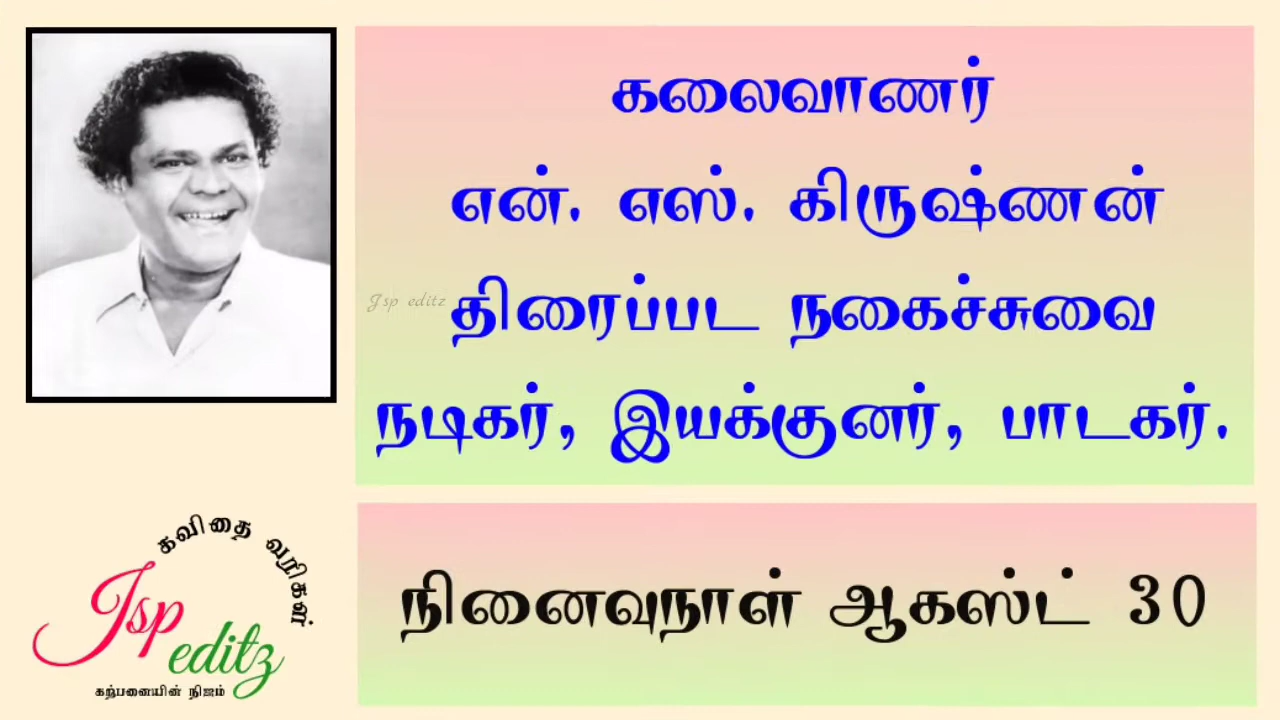 கலைவாணர்
என். எஸ். கிருஷ்ணன்
திரைப்பட நகைச்சுவை
நடிகர், இயக்குனர், பாடகர்.
Jsp editz
நினைவுநாள் ஆகஸ்ட் 30
கவிதை வரிகள்
Jsp
editz
கற்பனையின் நிஜம்